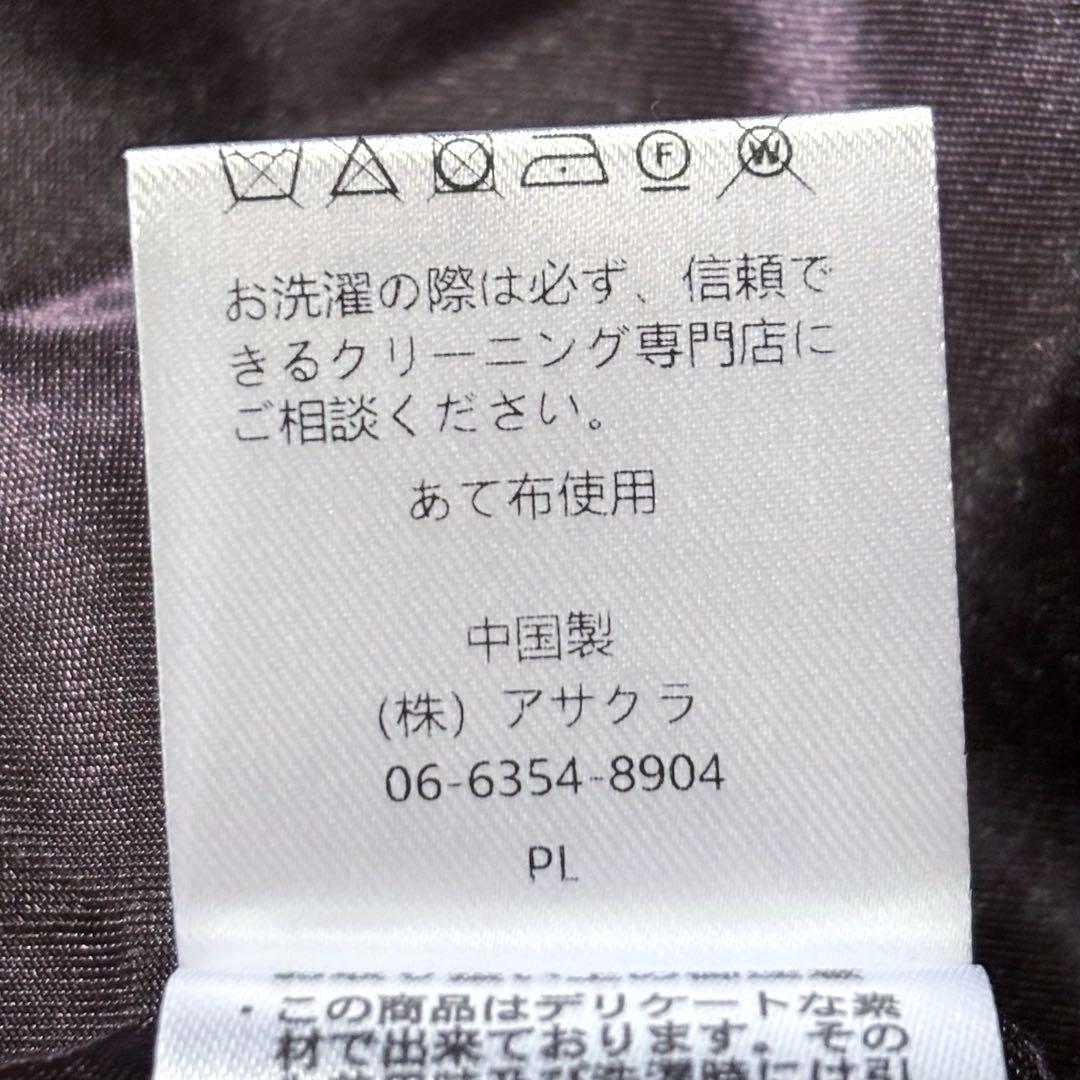 F W
お洗濯の際は必ず、信頼で
きるクリーニング専門店に
ご相談ください。
あて布使用
中国製
(株) アサクラ
06-6354-8904
PL
・この商品はデリケートな素
材で出来ております。その